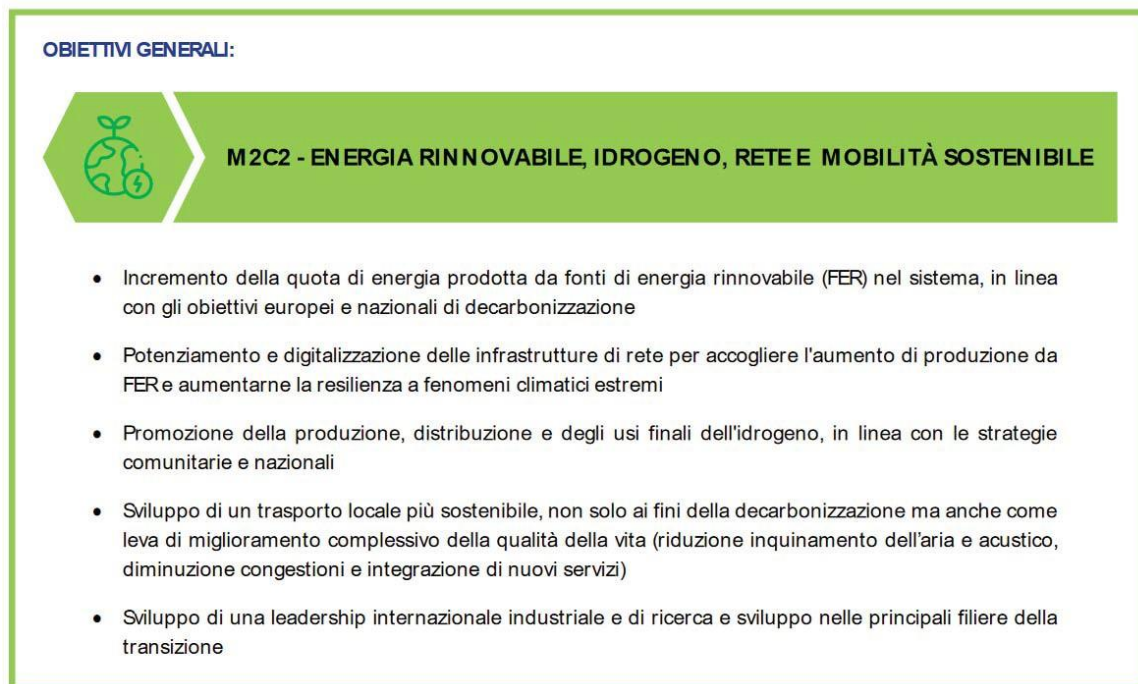 OBIETTIVI GENERALI:
M2C2 - ENERGIA RINNOVABILE, IDROGENO, RETE E MOBILITÀ SOSTENIBILE
• Incremento della quota di energia prodotta da fonti di energia rinnovabile (FER) nel sistema, in linea
con gli obiettivi europei e nazionali di decarbonizzazione
• Potenziamento e digitalizzazione delle infrastrutture di rete per accogliere l'aumento di produzione da
FER e aumentarne la resilienza a fenomeni climatici estremi
• Promozione della produzione, distribuzione e degli usi finali dell'idrogeno, in linea con le strategie
comunitarie e nazionali
• Sviluppo di un trasporto locale più sostenibile, non solo ai fini della decarbonizzazione ma anche come
leva di miglioramento complessivo della qualità della vita (riduzione inquinamento dell’aria e acustico,
diminuzione congestioni e integrazione di nuovi servizi)
• Sviluppo di una leadership internazionale industriale e di ricerca e sviluppo nelle principali filiere della
transizione